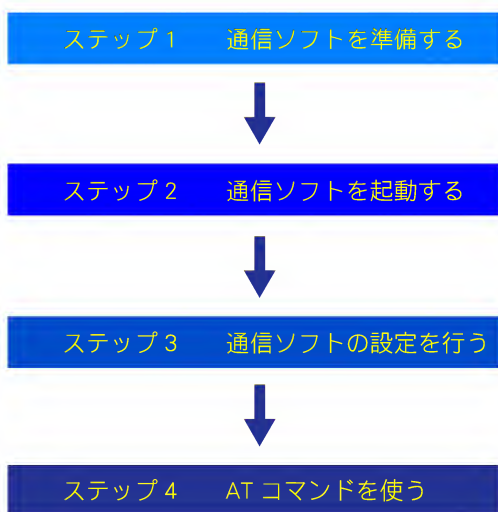 ステップ 1　通信ソフトを準備する
ステップ 2　通信ソフトを起動する
ステップ 3　通信ソフトの設定を行う
ステップ 4　AT コマンドを使う